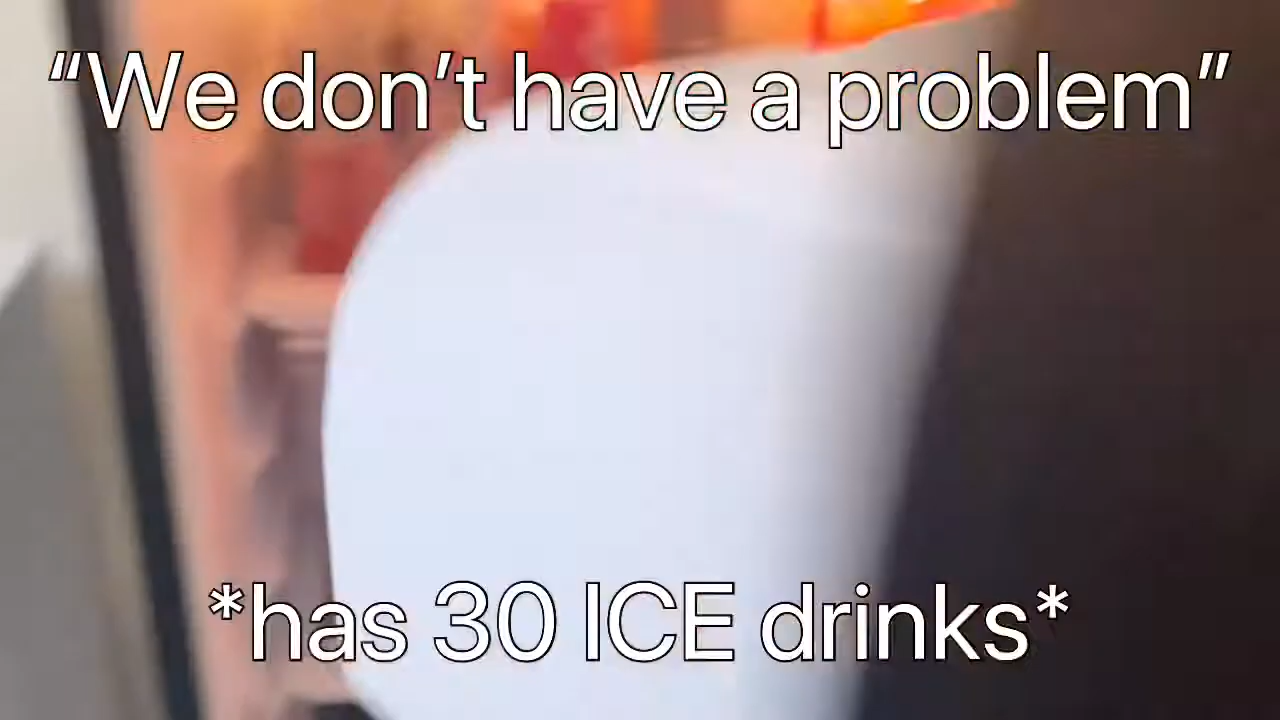 “We don’t have a problem”
*has 30 ICE drinks*